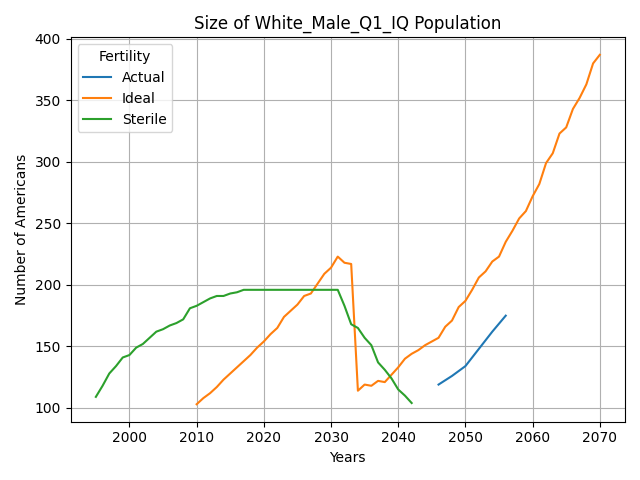 Size of White_Male_Q1_IQ Population
Fertility
Actual
Ideal
Sterile
Number of Americans
400
350
300
250
200
150
100
2000 2010 2020 2030 2040 2050 2060 2070
Years